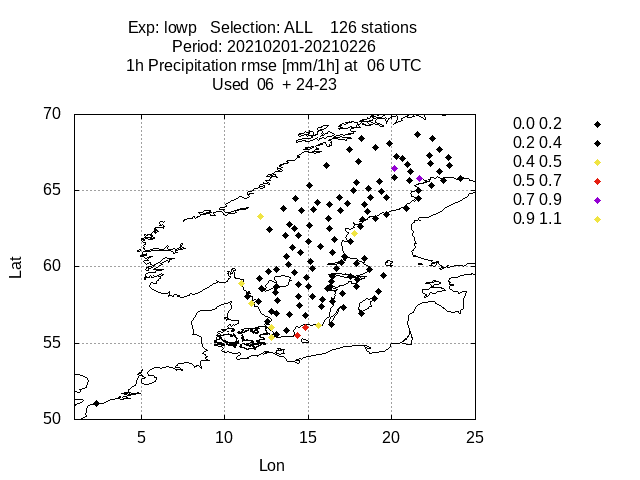 Exp: lowp   Selection: ALL    126 stations
Period: 20210201-20210226
1h Precipitation rmse [mm/1h] at  06 UTC
Used  06  + 24-23
70
65
60
55
50
Lat
5
10
15
20
25
Lon
0.0 0.2
0.2 0.4
0.4 0.5
0.5 0.7
0.7 0.9
0.9 1.1